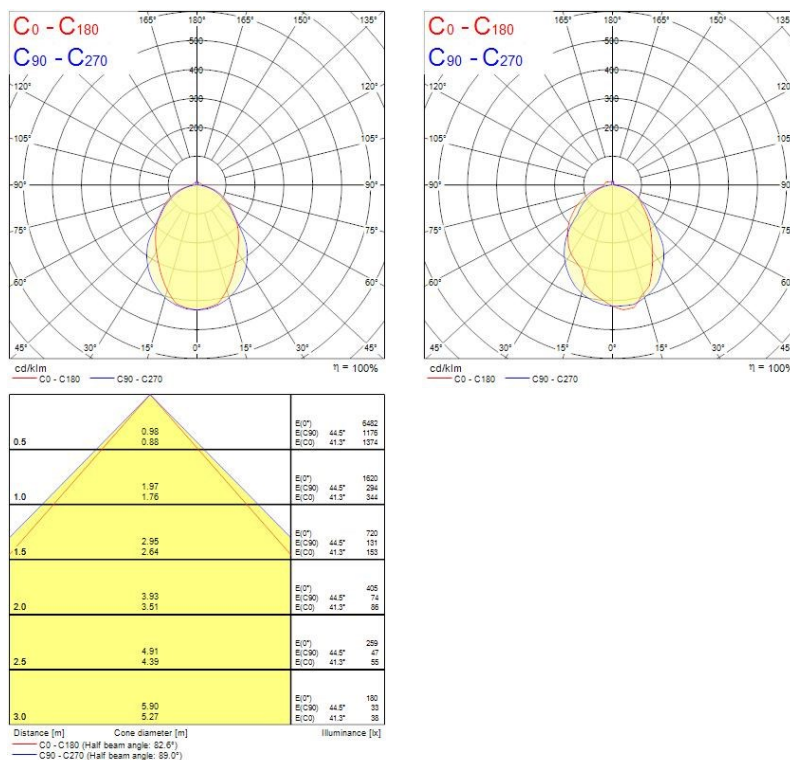 C0 - C180
C90 - C270
165° 180° 165° 135°
500
400
120° 300 120°
105° 200 105°
90° 90°
75° 75°
60° 60°
45° 30° 15° 0° 15° 30° 45°
cd/klm η = 100%
C0 - C180 C90 - C270
C0 - C180
C90 - C270
165° 180° 165° 135°
500
400
120° 300 120°
105° 200 105°
90° 90°
75° 75°
60° 60°
45° 30° 15° 0° 15° 30° 45°
cd/klm η = 100%
C0 - C180 C90 - C270
0.98 E(0°) 6482
E(C90) 44.5° 1176
0.5 0.88 E(C0) 41.3° 1374
1.97 E(0°) 1620
E(C90) 44.5° 294
1.0 1.76 E(C0) 41.3° 344
2.95 E(0°) 720
E(C90) 44.5° 131
1.5 2.64 E(C0) 41.3° 153
3.93 E(0°) 405
E(C90) 44.5° 74
2.0 3.51 E(C0) 41.3° 86
4.91 E(0°) 259
E(C90) 44.5° 47
2.5 4.39 E(C0) 41.3° 55
5.90 E(0°) 180
E(C90) 44.5° 33
3.0 5.27 E(C0) 41.3° 38
Distance [m] Cone diameter [m] Illuminance [lx]
C0 - C180 (Half beam angle: 82.6°)
C90 - C270 (Half beam angle: 89.0°)